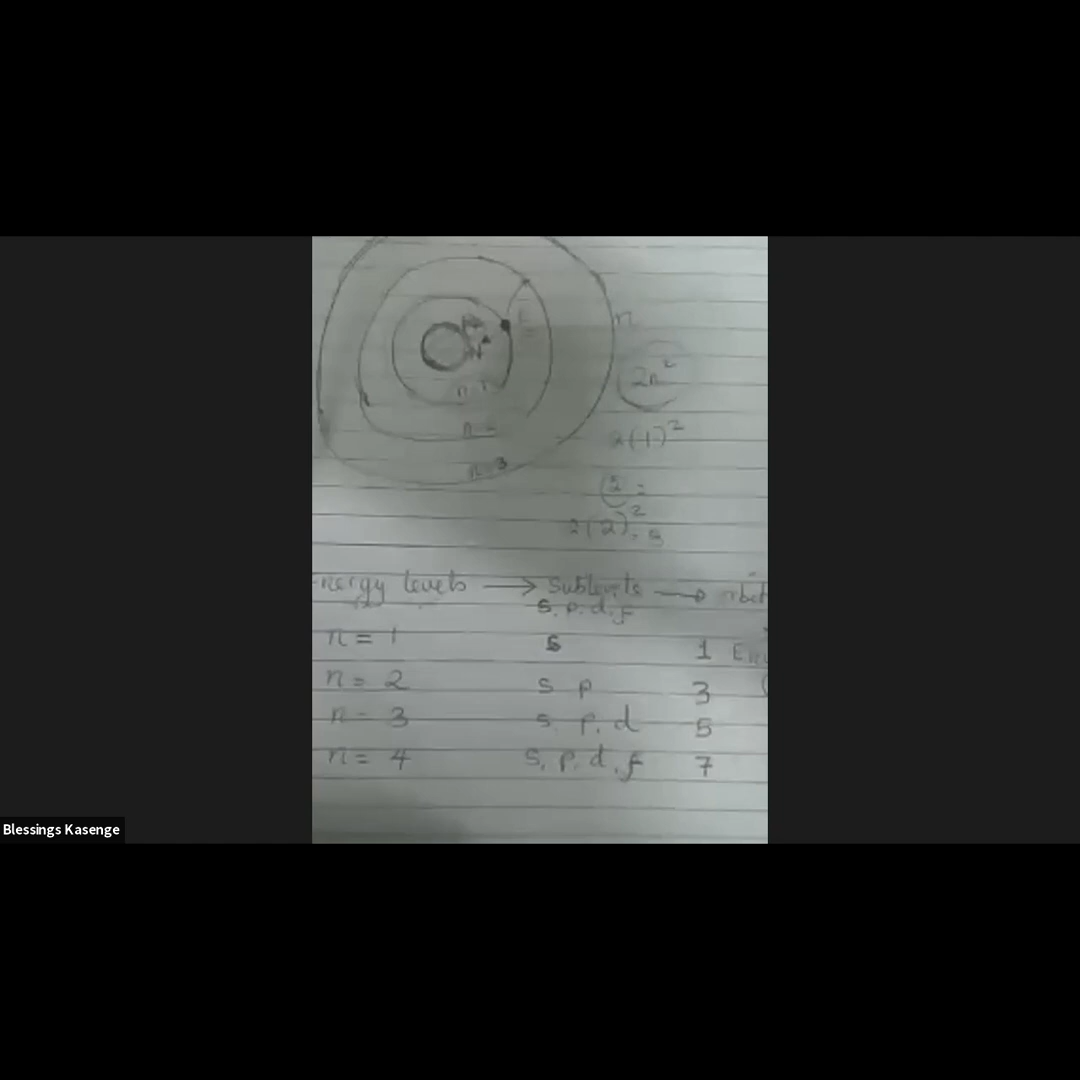 n
2n²
n = 1
2(1)²
n =
n = 3
2 =
2(2)² = 8
Energy levels → Sublevels → orbit
s. p. d. f
n = 1 s 1
n = 2 s p 3
n = 3 s. p. d 5
n = 4 s. p. d. f 7
Blessings Kasenge